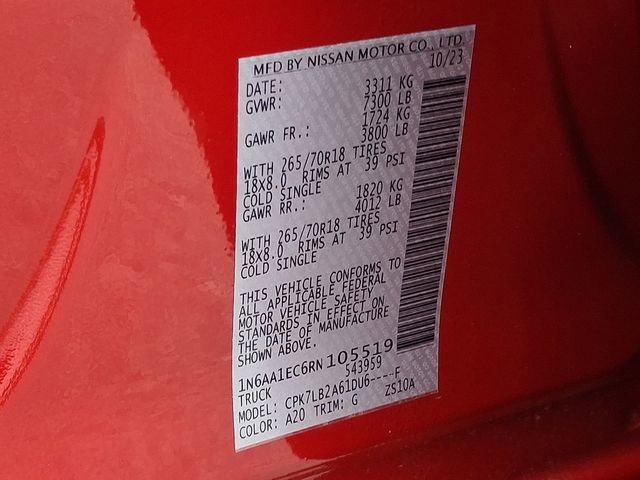 MFD BY NISSAN MOTOR CO., LTD.
DATE: 10/23
GVWR: 3311 KG
7300 LB
GAWR FR.: 1724 KG
3800 LB
WITH 265/70R18 TIRES
18X8.0 RIMS AT 39 PSI
COLD SINGLE
GAWR RR.: 1820 KG
4012 LB
WITH 265/70R18 TIRES
18X8.0 RIMS AT 39 PSI
COLD SINGLE
THIS VEHICLE CONFORMS TO
ALL APPLICABLE FEDERAL
MOTOR VEHICLE SAFETY
STANDARDS IN EFFECT ON
THE DATE OF MANUFACTURE
SHOWN ABOVE.
1N6AA1EC6RN105519
TRUCK 543959
MODEL: CPK7LB2A61DU6----F
COLOR: A20 TRIM: G ZS10A